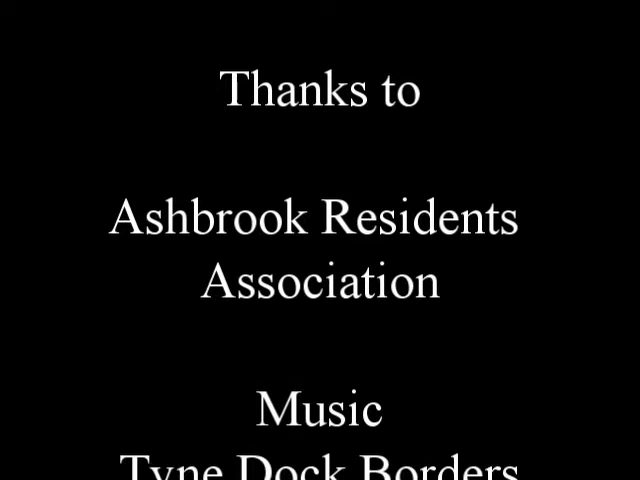 Thanks to
Ashbrook Residents
Association
Music
Tyne Dock Borders